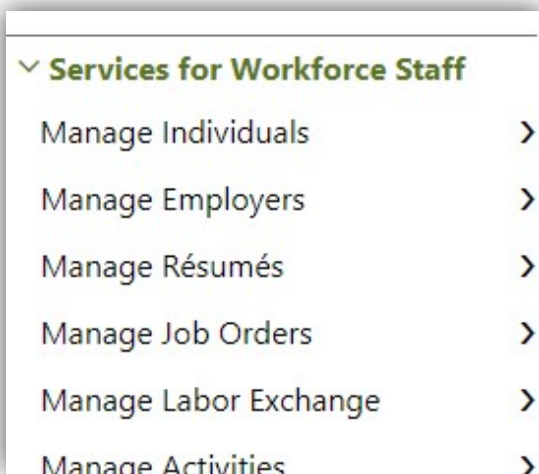 Services for Workforce Staff
Manage Individuals
Manage Employers
Manage Résumés
Manage Job Orders
Manage Labor Exchange
Manage Activities